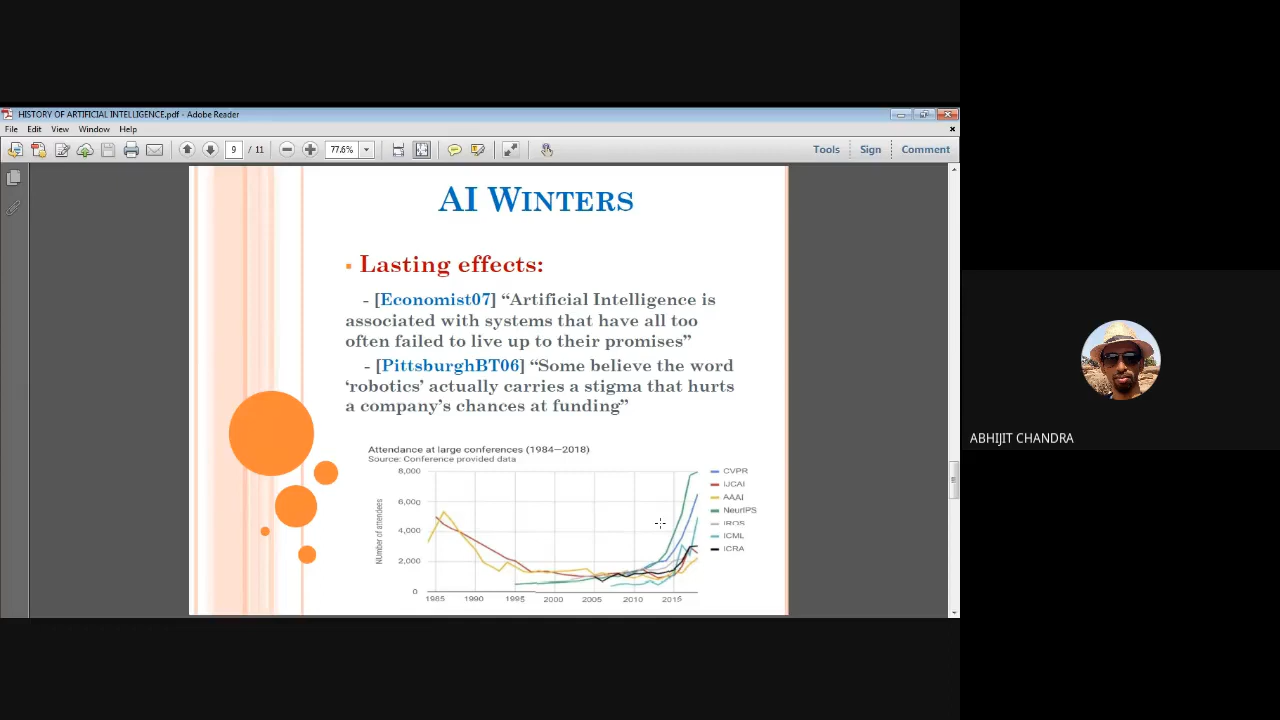 HISTORY OF ARTIFICIAL INTELLIGENCE.pdf - Adobe Reader
File Edit View Window Help
9 / 11 77.6% Tools Sign Comment
AI WINTERS
▪ Lasting effects:
- [Economist07] “Artificial Intelligence is
associated with systems that have all too
often failed to live up to their promises”
- [PittsburghBT06] “Some believe the word
‘robotics’ actually carries a stigma that hurts
a company’s chances at funding”
Attendance at large conferences (1984—2018)
Source: Conference provided data
Number of attendees
8,000
6,000
4,000
2,000
0
1985 1990 1995 2000 2005 2010 2015
CVPR
IJCAI
AAAI
NeurIPS
IROS
ICML
ICRA
ABHIJIT CHANDRA